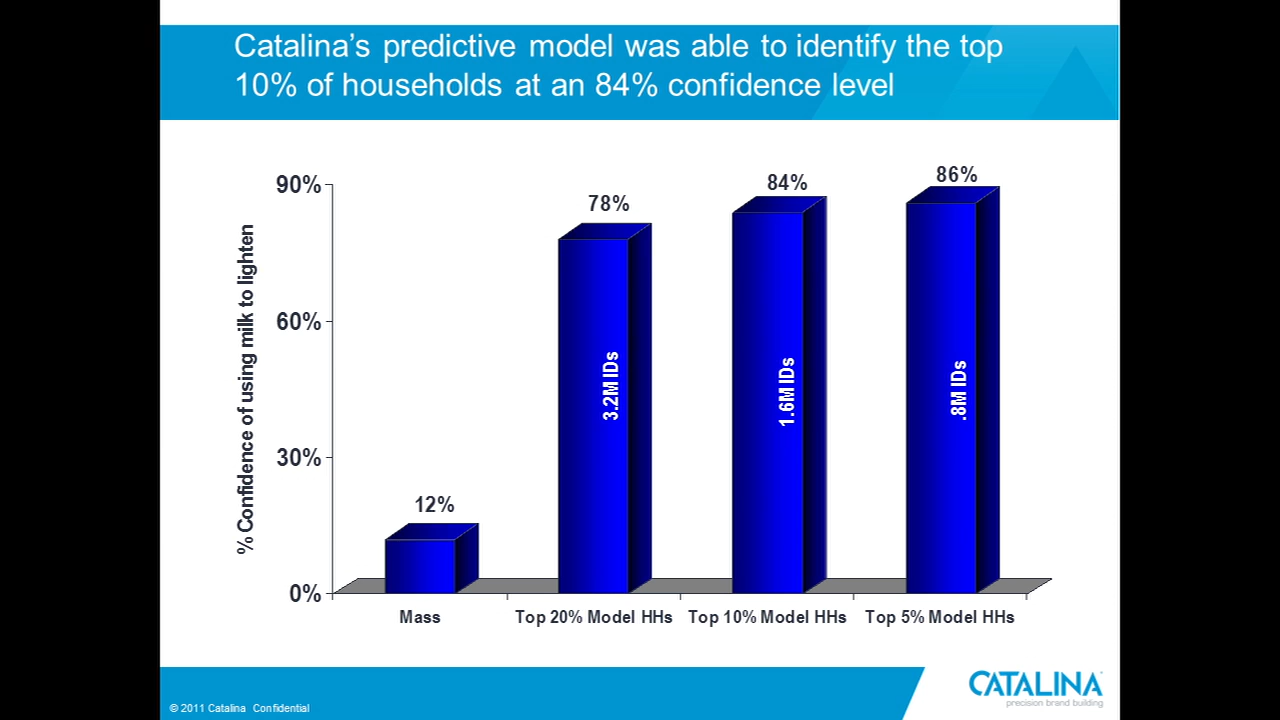 Catalina's predictive model was able to identify the top
10% of households at an 84% confidence level
% Confidence of using milk to lighten
90%
60%
30%
0%
12%
78%
84%
86%
3.2M IDs
1.6M IDs
.8M IDs
Mass
Top 20% Model HHs
Top 10% Model HHs
Top 5% Model HHs
© 2011 Catalina Confidential
CATALINA
precision brand building